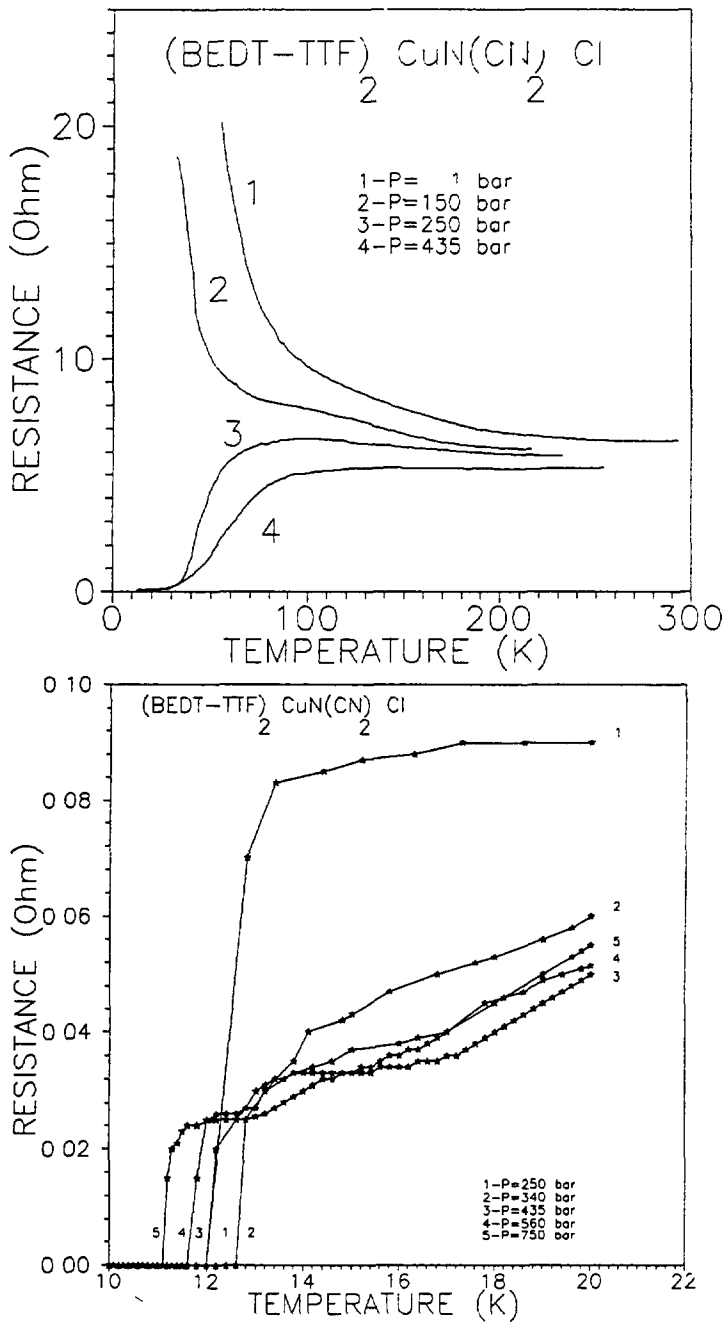 (BEDT-TTF)2 CuN(CN)2 Cl
20
10
0
RESISTANCE (Ohm)
1-P= 1 bar
2-P=150 bar
3-P=250 bar
4-P=435 bar
1
2
3
4
0
100
200
300
TEMPERATURE (K)
(BEDT-TTF)2 CuN(CN)2 Cl
0 10
0 08
0 06
0 04
0 02
0 00
RESISTANCE (Ohm)
1
2
5
4
3
1-P=250 bar
2-P=340 bar
3-P=435 bar
4-P=560 bar
5-P=750 bar
5 4 3 1 2
10 12 14 16 18 20 22
TEMPERATURE (K)